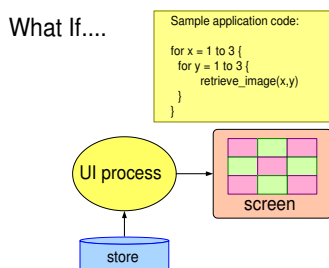 What If....
Sample application code:
for x = 1 to 3 {
for y = 1 to 3 {
retrieve_image(x,y)
}
}
UI process
screen
store